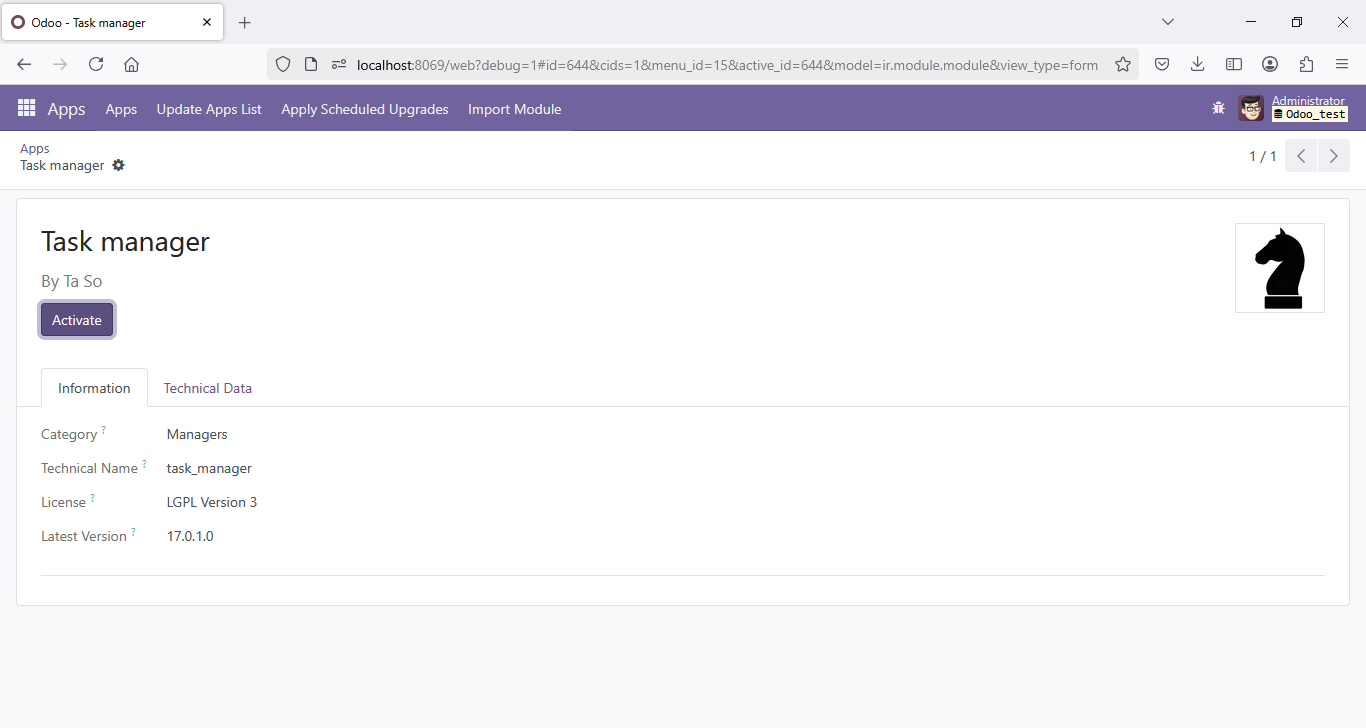 Odoo - Task manager
localhost:8069/web?debug=1#id=644&cids=1&menu_id=15&active_id=644&model=ir.module.module&view_type=form
Apps Apps Update Apps List Apply Scheduled Upgrades Import Module
Administrator
Odoo_test
Apps
Task manager
1 / 1
Task manager
By Ta So
Activate
Information Technical Data
Category ? Managers
Technical Name ? task_manager
License ? LGPL Version 3
Latest Version ? 17.0.1.0